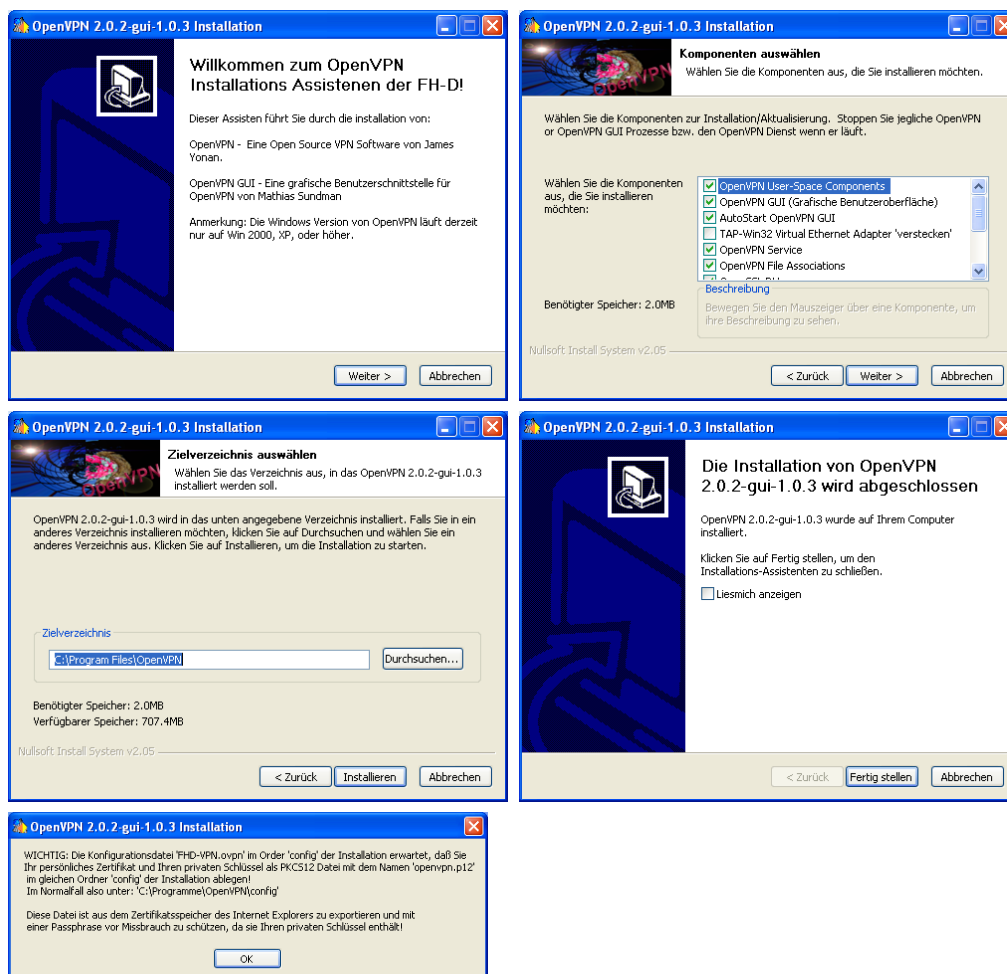 OpenVPN 2.0.2-gui-1.0.3 Installation
Willkommen zum OpenVPN
Installations Assistenen der FH-D!
Dieser Assisten führt Sie durch die installation von:
OpenVPN - Eine Open Source VPN Software von James
Yonan.
OpenVPN GUI - Eine grafische Benutzerschnittstelle für
OpenVPN von Mathias Sundman
Anmerkung: Die Windows Version von OpenVPN läuft derzeit
nur auf Win 2000, XP, oder höher.
Weiter >
Abbrechen
OpenVPN 2.0.2-gui-1.0.3 Installation
OpenVPN
Komponenten auswählen
Wählen Sie die Komponenten aus, die Sie installieren möchten.
Wählen Sie die Komponenten zur Installation/Aktualisierung. Stoppen Sie jegliche OpenVPN
or OpenVPN GUI Prozesse bzw. den OpenVPN Dienst wenn er läuft.
Wählen Sie die Komponenten
aus, die Sie installieren
möchten:
OpenVPN User-Space Components
OpenVPN GUI (Grafische Benutzeroberfläche)
AutoStart OpenVPN GUI
TAP-Win32 Virtual Ethernet Adapter 'verstecken'
OpenVPN Service
OpenVPN File Associations
Benötigter Speicher: 2.0MB
Beschreibung
Bewegen Sie den Mauszeiger über eine Komponente, um
ihre Beschreibung zu sehen.
Nullsoft Install System v2.05
< Zurück
Weiter >
Abbrechen
OpenVPN 2.0.2-gui-1.0.3 Installation
OpenVPN
Zielverzeichnis auswählen
Wählen Sie das Verzeichnis aus, in das OpenVPN 2.0.2-gui-1.0.3
installiert werden soll.
OpenVPN 2.0.2-gui-1.0.3 wird in das unten angegebene Verzeichnis installiert. Falls Sie in ein
anderes Verzeichnis installieren möchten, klicken Sie auf Durchsuchen und wählen Sie ein
anderes Verzeichnis aus. Klicken Sie auf Installieren, um die Installation zu starten.
Zielverzeichnis
C:\Program Files\OpenVPN
Durchsuchen...
Benötigter Speicher: 2.0MB
Verfügbarer Speicher: 707.4MB
Nullsoft Install System v2.05
< Zurück
Installieren
Abbrechen
OpenVPN 2.0.2-gui-1.0.3 Installation
Die Installation von OpenVPN
2.0.2-gui-1.0.3 wird abgeschlossen
OpenVPN 2.0.2-gui-1.0.3 wurde auf Ihrem Computer
installiert.
Klicken Sie auf Fertig stellen, um den
Installations-Assistenten zu schließen.
Liesmich anzeigen
< Zurück
Fertig stellen
Abbrechen
OpenVPN 2.0.2-gui-1.0.3 Installation
WICHTIG: Die Konfigurationsdatei 'FHD-VPN.ovpn' im Order 'config' der Installation erwartet, daß Sie
Ihr persönliches Zertifikat und Ihren privaten Schlüssel als PKCS12 Datei mit dem Namen 'openvpn.p12'
im gleichen Ordner 'config' der Installation ablegen!
Im Normalfall also unter: 'C:\Programme\OpenVPN\config'
Diese Datei ist aus dem Zertifikatsspeicher des Internet Explorers zu exportieren und mit
einer Passphrase vor Missbrauch zu schützen, da sie Ihren privaten Schlüssel enthält!
OK